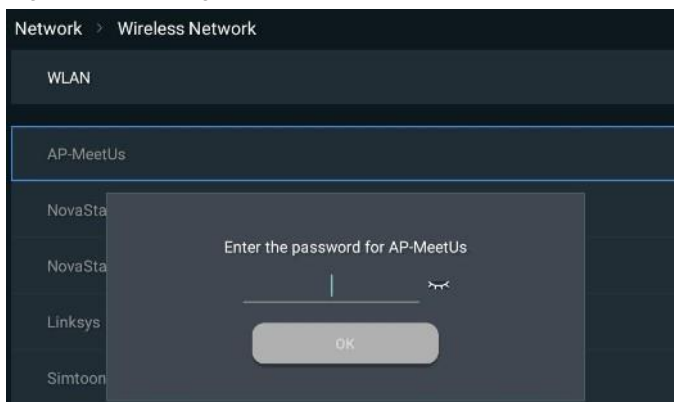 Network > Wireless Network
WLAN
AP-MeetUs
NovaSta
Enter the password for AP-MeetUs
NovaSta
Linksys
OK
Simtoon